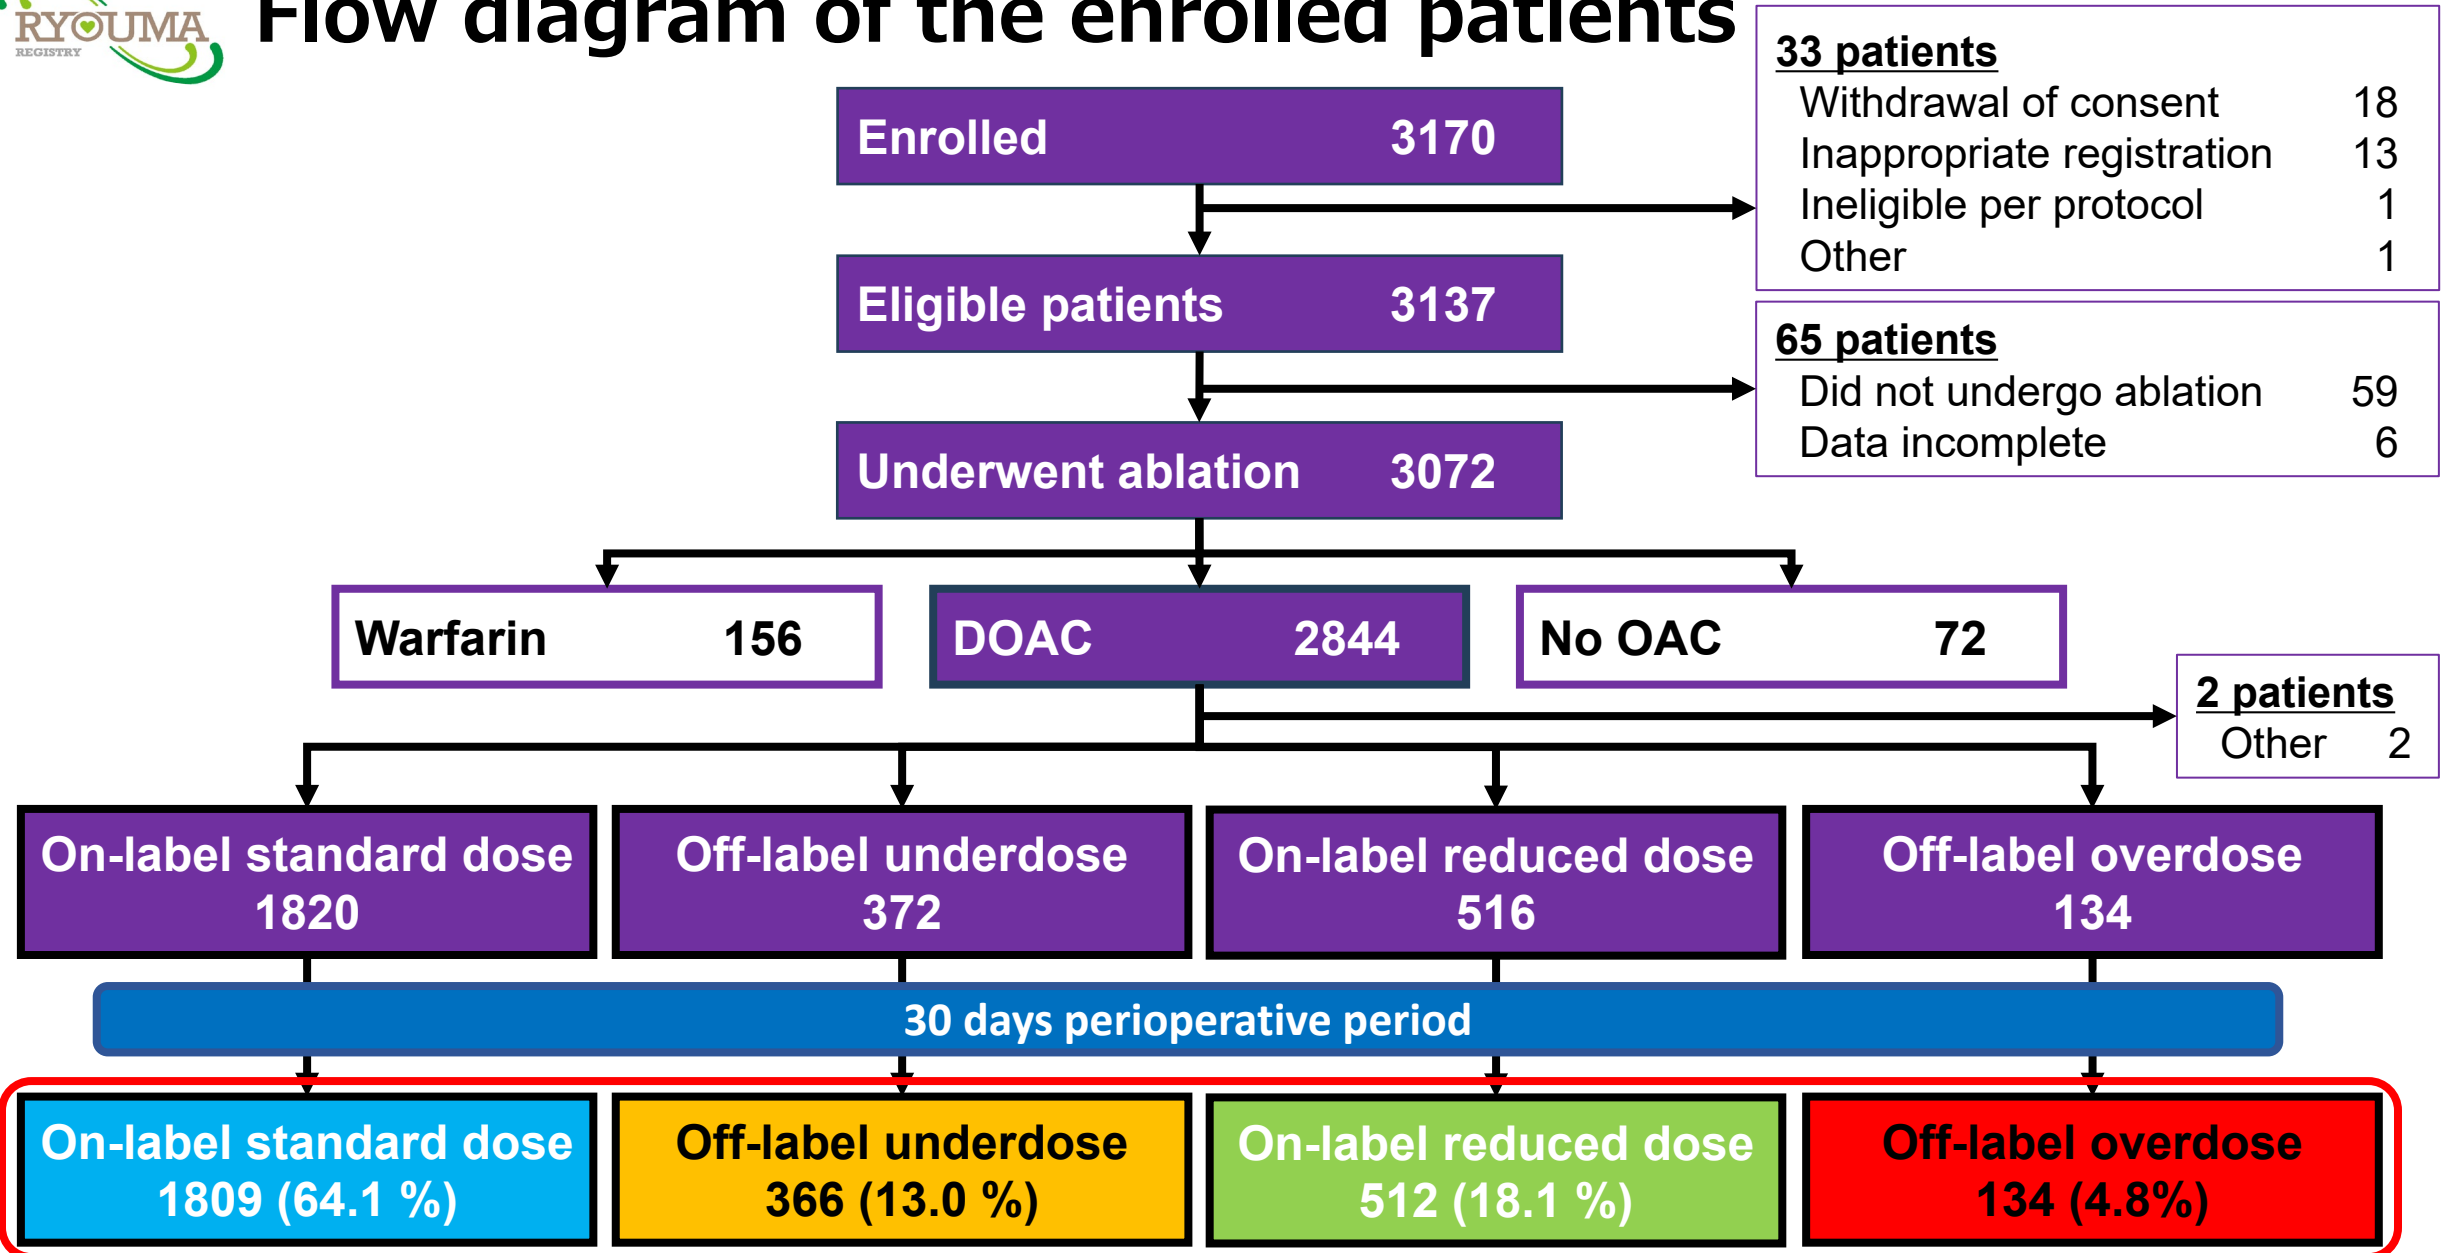 RYOUMA
REGISTRY
Flow diagram of the enrolled patients
33 patients
Withdrawal of consent 18
Inappropriate registration 13
Ineligible per protocol 1
Other 1
Enrolled 3170
Eligible patients 3137
65 patients
Did not undergo ablation 59
Data incomplete 6
Underwent ablation 3072
Warfarin 156
DOAC 2844
No OAC 72
2 patients
Other 2
On-label standard dose
1820
Off-label underdose
372
On-label reduced dose
516
Off-label overdose
134
30 days perioperative period
On-label standard dose
1809 (64.1 %)
Off-label underdose
366 (13.0 %)
On-label reduced dose
512 (18.1 %)
Off-label overdose
134 (4.8%)